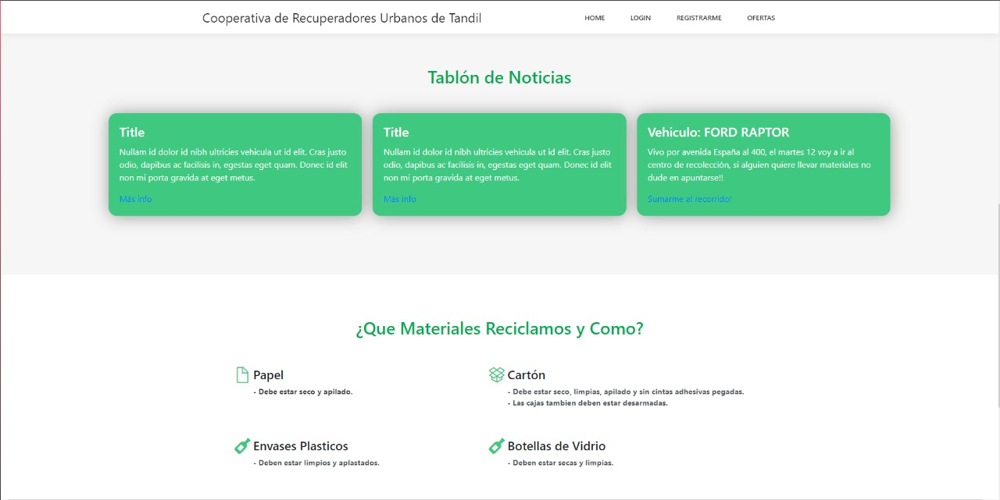 Cooperativa de Recuperadores Urbanos de Tandil
HOME LOGIN REGISTRARME OFERTAS
Tablón de Noticias
Title
Nullam id dolor id nibh ultricies vehicula ut id elit. Cras justo
odio, dapibus ac facilisis in, egestas eget quam. Donec id elit
non mi porta gravida at eget metus.
Más info
Title
Nullam id dolor id nibh ultricies vehicula ut id elit. Cras justo
odio, dapibus ac facilisis in, egestas eget quam. Donec id elit
non mi porta gravida at eget metus.
Más info
Vehiculo: FORD RAPTOR
Vivo por avenida España al 400, el martes 12 voy a ir al
centro de recolección, si alguien quiere llevar materiales no
dude en apuntarse!!
Sumarme al recorrido!
¿Que Materiales Reciclamos y Como?
Papel
- Debe estar seco y apilado.
Cartón
- Debe estar seco, limpias, apilado y sin cintas adhesivas pegadas.
- Las cajas tambien deben estar desarmadas.
Envases Plasticos
- Deben estar limpios y aplastados.
Botellas de Vidrio
- Deben estar secas y limpias.